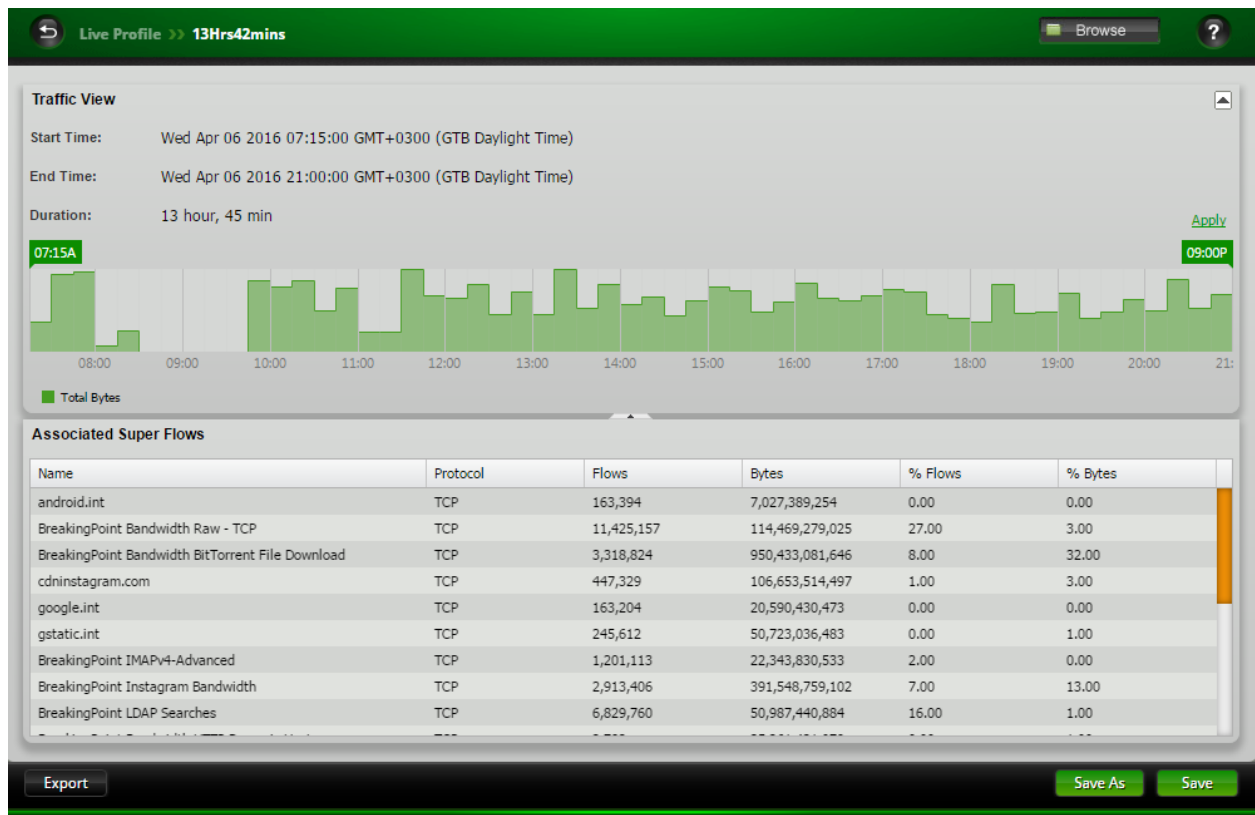 Live Profile >> 13Hrs42mins
Browse
?
Traffic View
Start Time: Wed Apr 06 2016 07:15:00 GMT+0300 (GTB Daylight Time)
End Time: Wed Apr 06 2016 21:00:00 GMT+0300 (GTB Daylight Time)
Duration: 13 hour, 45 min
Apply
07:15A 09:00P
08:00 09:00 10:00 11:00 12:00 13:00 14:00 15:00 16:00 17:00 18:00 19:00 20:00 21:
Total Bytes
Associated Super Flows
Name Protocol Flows Bytes % Flows % Bytes
android.int TCP 163,394 7,027,389,254 0.00 0.00
BreakingPoint Bandwidth Raw - TCP TCP 11,425,157 114,469,279,025 27.00 3.00
BreakingPoint Bandwidth BitTorrent File Download TCP 3,318,824 950,433,081,646 8.00 32.00
cdninstagram.com TCP 447,329 106,653,514,497 1.00 3.00
google.int TCP 163,204 20,590,430,473 0.00 0.00
gstatic.int TCP 245,612 50,723,036,483 0.00 1.00
BreakingPoint IMAPv4-Advanced TCP 1,201,113 22,343,830,533 2.00 0.00
BreakingPoint Instagram Bandwidth TCP 2,913,406 391,548,759,102 7.00 13.00
BreakingPoint LDAP Searches TCP 6,829,760 50,987,440,884 16.00 1.00
Export
Save As
Save